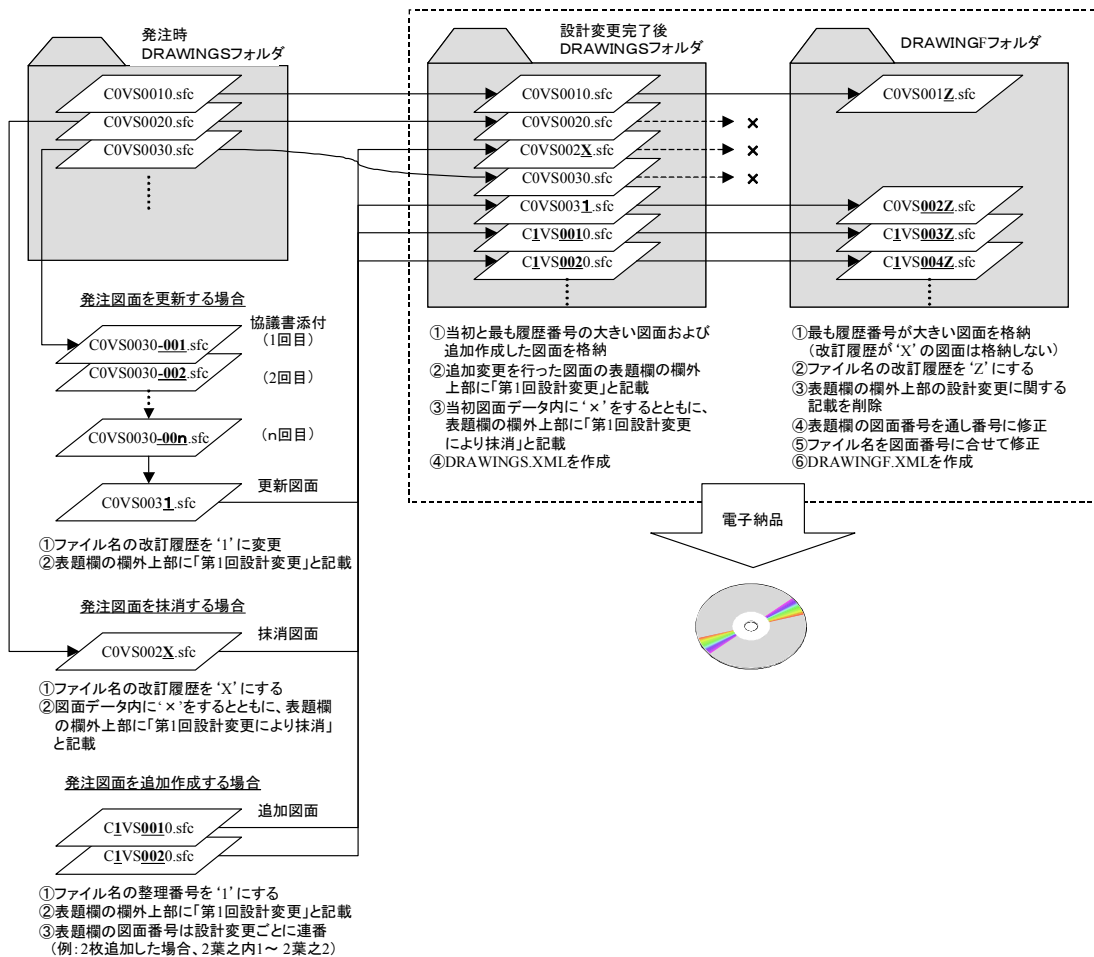 発注時
DRAWINGSフォルダ
C0VS0010.sfc
C0VS0020.sfc
C0VS0030.sfc
発注図面を更新する場合
協議書添付
C0VS0030-001.sfc
(1回目)
C0VS0030-002.sfc
(2回目)
C0VS0030-00n.sfc
(n回目)
C0VS0031.sfc
更新図面
①ファイル名の改訂履歴を‘1’に変更
②表題欄の欄外上部に「第1回設計変更」と記載
発注図面を抹消する場合
C0VS002X.sfc
抹消図面
①ファイル名の改訂履歴を‘X’にする
②図面データ内に‘×’をするとともに、表題欄
の欄外上部に「第1回設計変更により抹消」
と記載
発注図面を追加作成する場合
C1VS0010.sfc
追加図面
C1VS0020.sfc
①ファイル名の整理番号を‘1’にする
②表題欄の欄外上部に「第1回設計変更」と記載
③表題欄の図面番号は設計変更ごとに連番
(例：2枚追加した場合、2葉之内1～ 2葉之2)
設計変更完了後
DRAWINGSフォルダ
C0VS0010.sfc
C0VS0020.sfc
C0VS002X.sfc
C0VS0030.sfc
C0VS0031.sfc
C1VS0010.sfc
C1VS0020.sfc
①当初と最も履歴番号の大きい図面および
追加作成した図面を格納
②追加変更を行った図面の表題欄の欄外
上部に「第1回設計変更」と記載
③当初図面データ内に‘×’をするとともに、
表題欄の欄外上部に「第1回設計変更
により抹消」と記載
④DRAWINGS.XMLを作成
DRAWINGFフォルダ
C0VS001Z.sfc
×
×
×
C0VS002Z.sfc
C1VS003Z.sfc
C1VS004Z.sfc
①最も履歴番号が大きい図面を格納
(改訂履歴が‘X’の図面は格納しない)
②ファイル名の改訂履歴を‘Z’にする
③表題欄の欄外上部の設計変更に関する
記載を削除
④表題欄の図面番号を通し番号に修正
⑤ファイル名を図面番号に合せて修正
⑥DRAWINGF.XMLを作成
電子納品